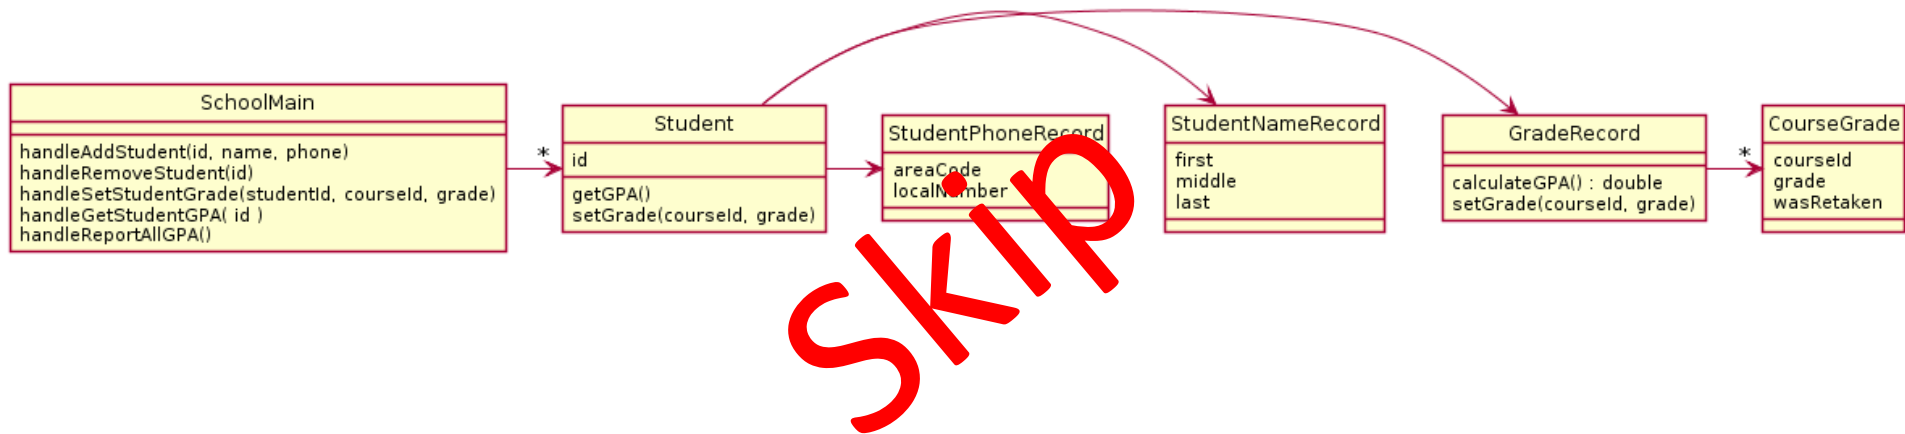 SchoolMain
handleAddStudent(id, name, phone)
handleRemoveStudent(id)
handleSetStudentGrade(studentId, courseId, grade)
handleGetStudentGPA( id )
handleReportAllGPA()
*
Student
id
getGPA()
setGrade(courseId, grade)
StudentPhoneRecord
areaCode
localNumber
StudentNameRecord
first
middle
last
GradeRecord
calculateGPA() : double
setGrade(courseId, grade)
*
CourseGrade
courseId
grade
wasRetaken
Skip